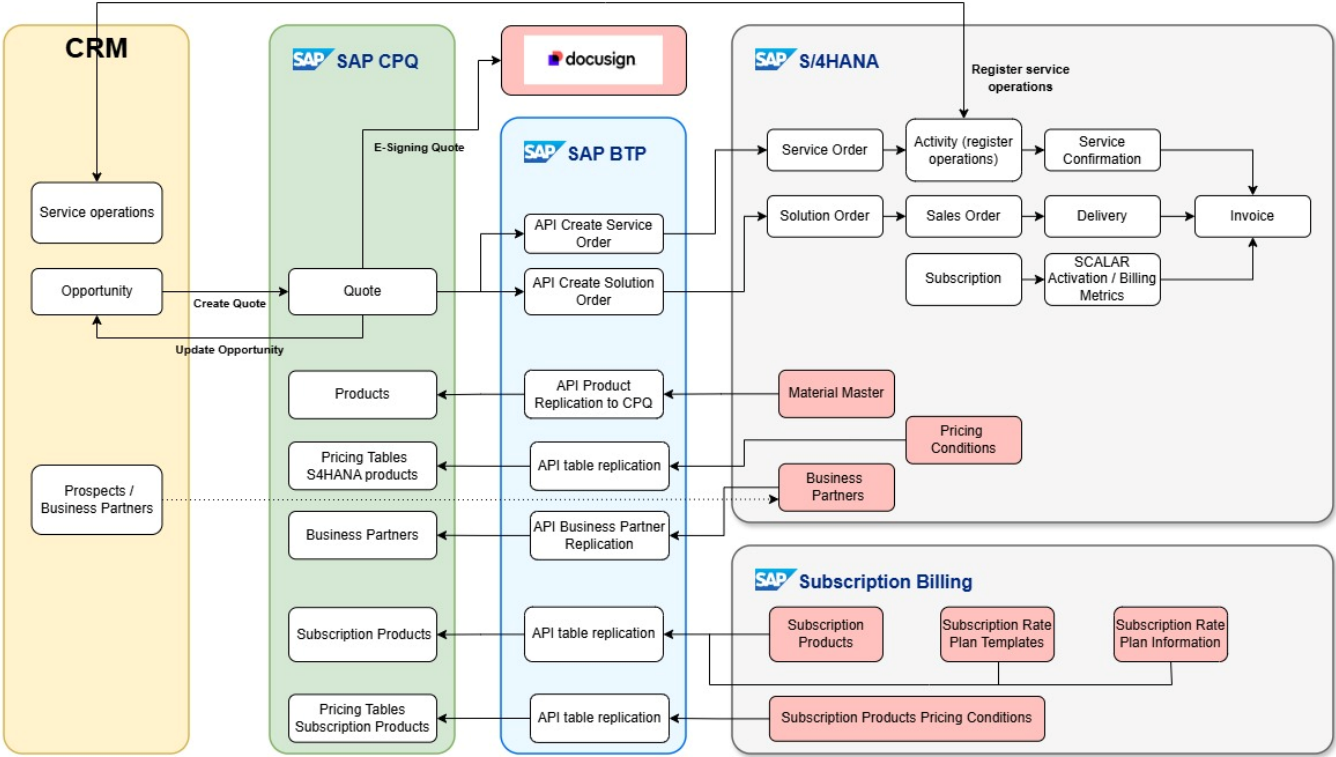 CRM
Service operations
Opportunity
Prospects /
Business Partners
Create Quote
Update Opportunity
SAP SAP CPQ
Quote
Products
Pricing Tables
S4HANA products
Business Partners
Subscription Products
Pricing Tables
Subscription Products
docusign
E-Signing Quote
SAP SAP BTP
API Create Service
Order
API Create Solution
Order
API Product
Replication to CPQ
API table replication
API Business Partner
Replication
API table replication
API table replication
SAP S/4HANA
Register service
operations
Service Order
Activity (register
operations)
Service
Confirmation
Solution Order
Sales Order
Delivery
Invoice
Subscription
SCALAR
Activation / Billing
Metrics
Material Master
Pricing
Conditions
Business
Partners
SAP Subscription Billing
Subscription
Products
Subscription Rate
Plan Templates
Subscription Rate
Plan Information
Subscription Products Pricing Conditions